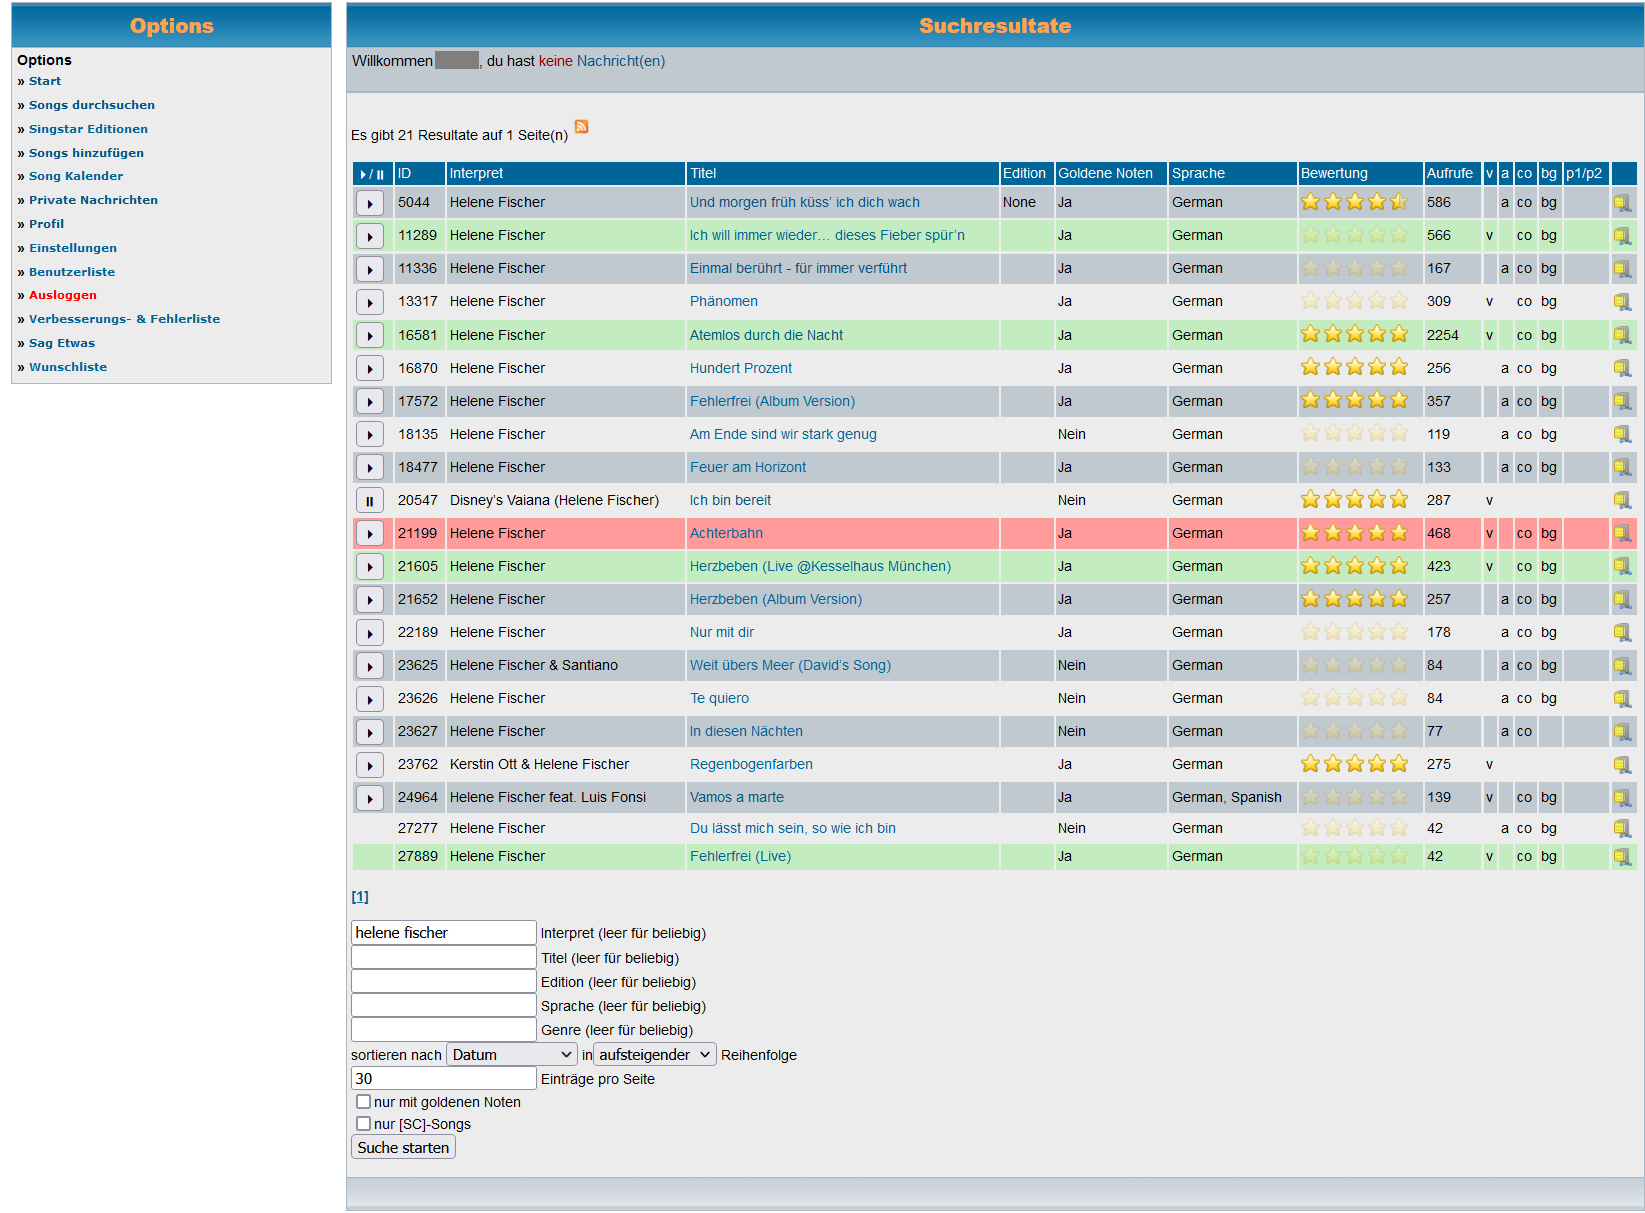 Options
Options
» Start
» Songs durchsuchen
» Singstar Editionen
» Songs hinzufügen
» Song Kalender
» Private Nachrichten
» Profil
» Einstellungen
» Benutzerliste
» Ausloggen
» Verbesserungs- & Fehlerliste
» Sag Etwas
» Wunschliste
Suchresultate
Willkommen , du hast keine Nachricht(en)
Es gibt 21 Resultate auf 1 Seite(n)
/ ID Interpret Titel Edition Goldene Noten Sprache Bewertung Aufrufe v a co bg p1/p2
5044 Helene Fischer Und morgen früh küss’ ich dich wach None Ja German 586 a co bg
11289 Helene Fischer Ich will immer wieder… dieses Fieber spür’n Ja German 566 v co bg
11336 Helene Fischer Einmal berührt - für immer verführt Ja German 167 a co bg
13317 Helene Fischer Phänomen Ja German 309 v co bg
16581 Helene Fischer Atemlos durch die Nacht Ja German 2254 v co bg
16870 Helene Fischer Hundert Prozent Ja German 256 a co bg
17572 Helene Fischer Fehlerfrei (Album Version) Ja German 357 a co bg
18135 Helene Fischer Am Ende sind wir stark genug Nein German 119 a co bg
18477 Helene Fischer Feuer am Horizont Ja German 133 a co bg
20547 Disney’s Vaiana (Helene Fischer) Ich bin bereit Nein German 287 v
21199 Helene Fischer Achterbahn Ja German 468 v co bg
21605 Helene Fischer Herzbeben (Live @Kesselhaus München) Ja German 423 v co bg
21652 Helene Fischer Herzbeben (Album Version) Ja German 257 a co bg
22189 Helene Fischer Nur mit dir Ja German 178 a co bg
23625 Helene Fischer & Santiano Weit übers Meer (David’s Song) Nein German 84 a co bg
23626 Helene Fischer Te quiero Nein German 84 a co bg
23627 Helene Fischer In diesen Nächten Nein German 77 a co
23762 Kerstin Ott & Helene Fischer Regenbogenfarben Ja German 275 v
24964 Helene Fischer feat. Luis Fonsi Vamos a marte Ja German, Spanish 139 v co bg
27277 Helene Fischer Du lässt mich sein, so wie ich bin Nein German 42 a co bg
27889 Helene Fischer Fehlerfrei (Live) Ja German 42 v co bg
[1]
helene fischer Interpret (leer für beliebig)
Titel (leer für beliebig)
Edition (leer für beliebig)
Sprache (leer für beliebig)
Genre (leer für beliebig)
sortieren nach Datum in aufsteigender Reihenfolge
30 Einträge pro Seite
nur mit goldenen Noten
nur [SC]-Songs
Suche starten